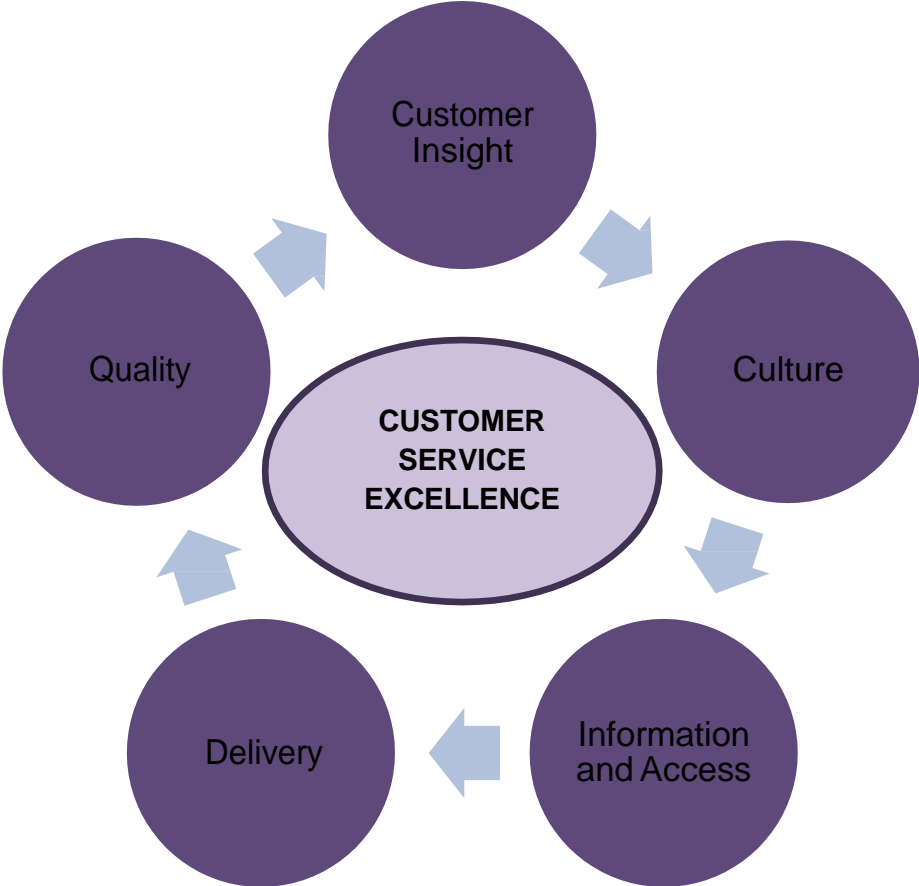 Customer
Insight
Quality
Culture
CUSTOMER
SERVICE
EXCELLENCE
Delivery
Information
and Access